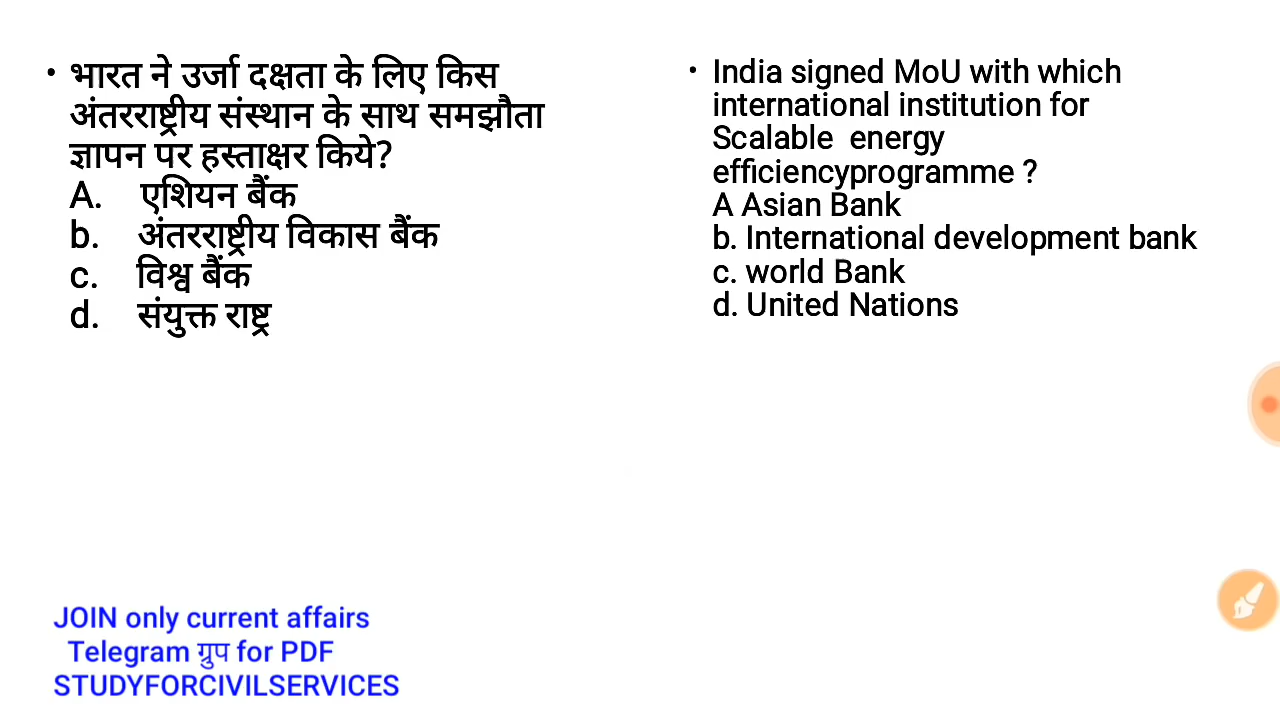 • भारत ने उर्जा दक्षता के लिए किस
अंतरराष्ट्रीय संस्थान के साथ समझौता
ज्ञापन पर हस्ताक्षर किये?
A. एशियन बैंक
b. अंतरराष्ट्रीय विकास बैंक
c. विश्व बैंक
d. संयुक्त राष्ट्र
• India signed MoU with which
international institution for
Scalable energy
efficiencyprogramme ?
A Asian Bank
b. International development bank
c. world Bank
d. United Nations
JOIN only current affairs
Telegram ग्रुप for PDF
STUDYFORCIVILSERVICES